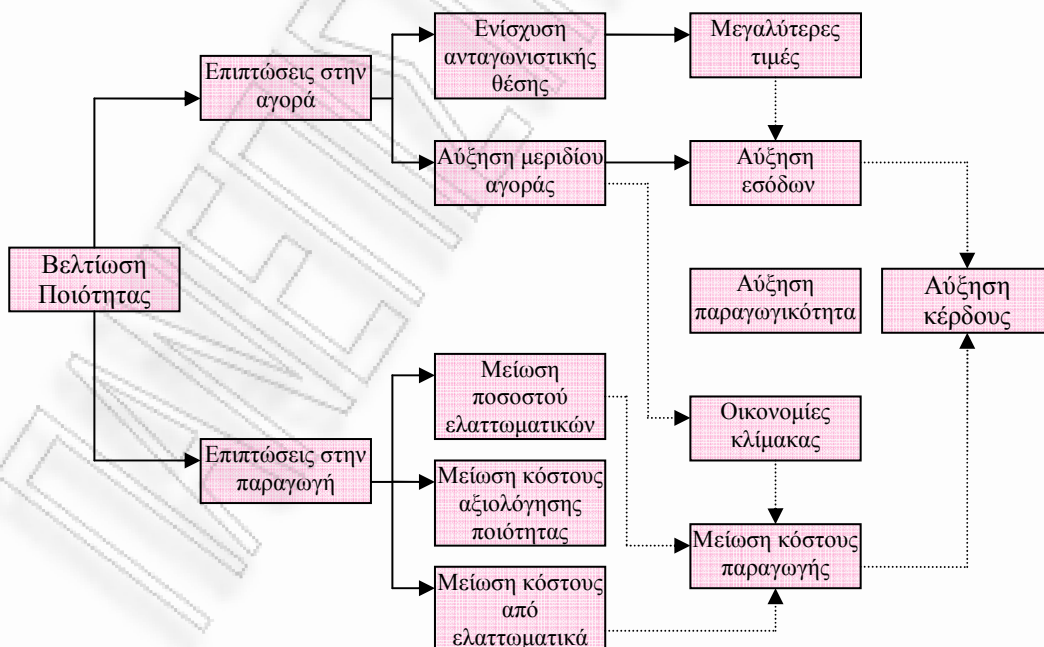 Βελτίωση
Ποιότητας
Επιπτώσεις στην
αγορά
Επιπτώσεις στην
παραγωγή
Ενίσχυση
ανταγωνιστικής
θέσης
Αύξηση μεριδίου
αγοράς
Μείωση
ποσοστού
ελαττωματικών
Μείωση κόστους
αξιολόγησης
ποιότητας
Μείωση κόστους
από
ελαττωματικά
Μεγαλύτερες
τιμές
Αύξηση
εσόδων
Αύξηση
παραγωγικότητα
Οικονομίες
κλίμακας
Μείωση κόστους
παραγωγής
Αύξηση
κέρδους